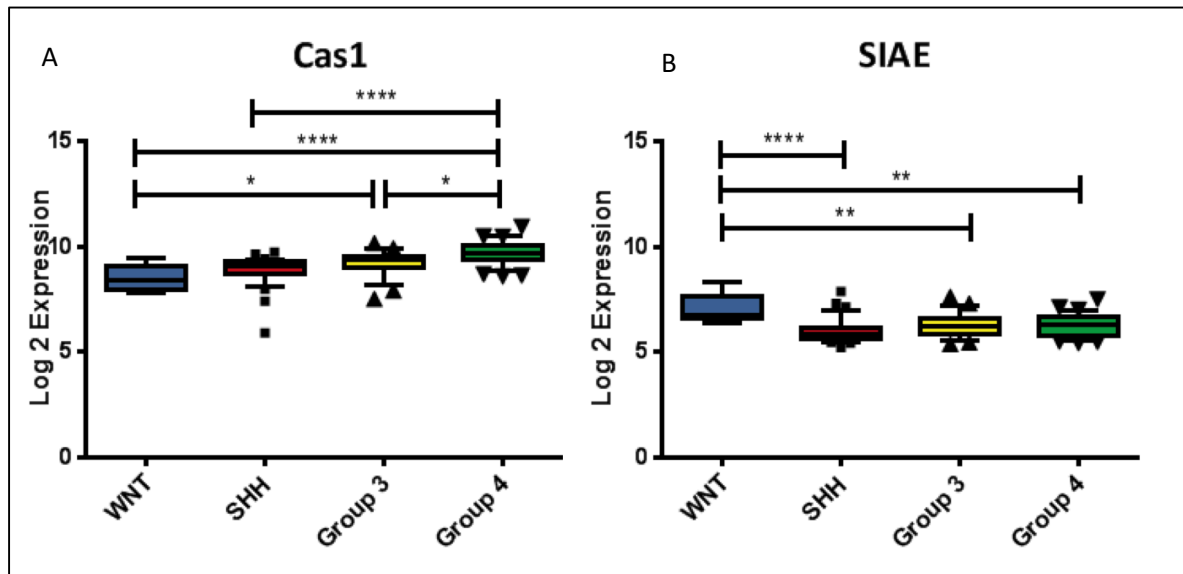 A
Cas1
****
****
*
*
Log 2 Expression
15
10
5
0
WNT
SHH
Group 3
Group 4
B
SIAE
****
**
**
Log 2 Expression
15
10
5
0
WNT
SHH
Group 3
Group 4